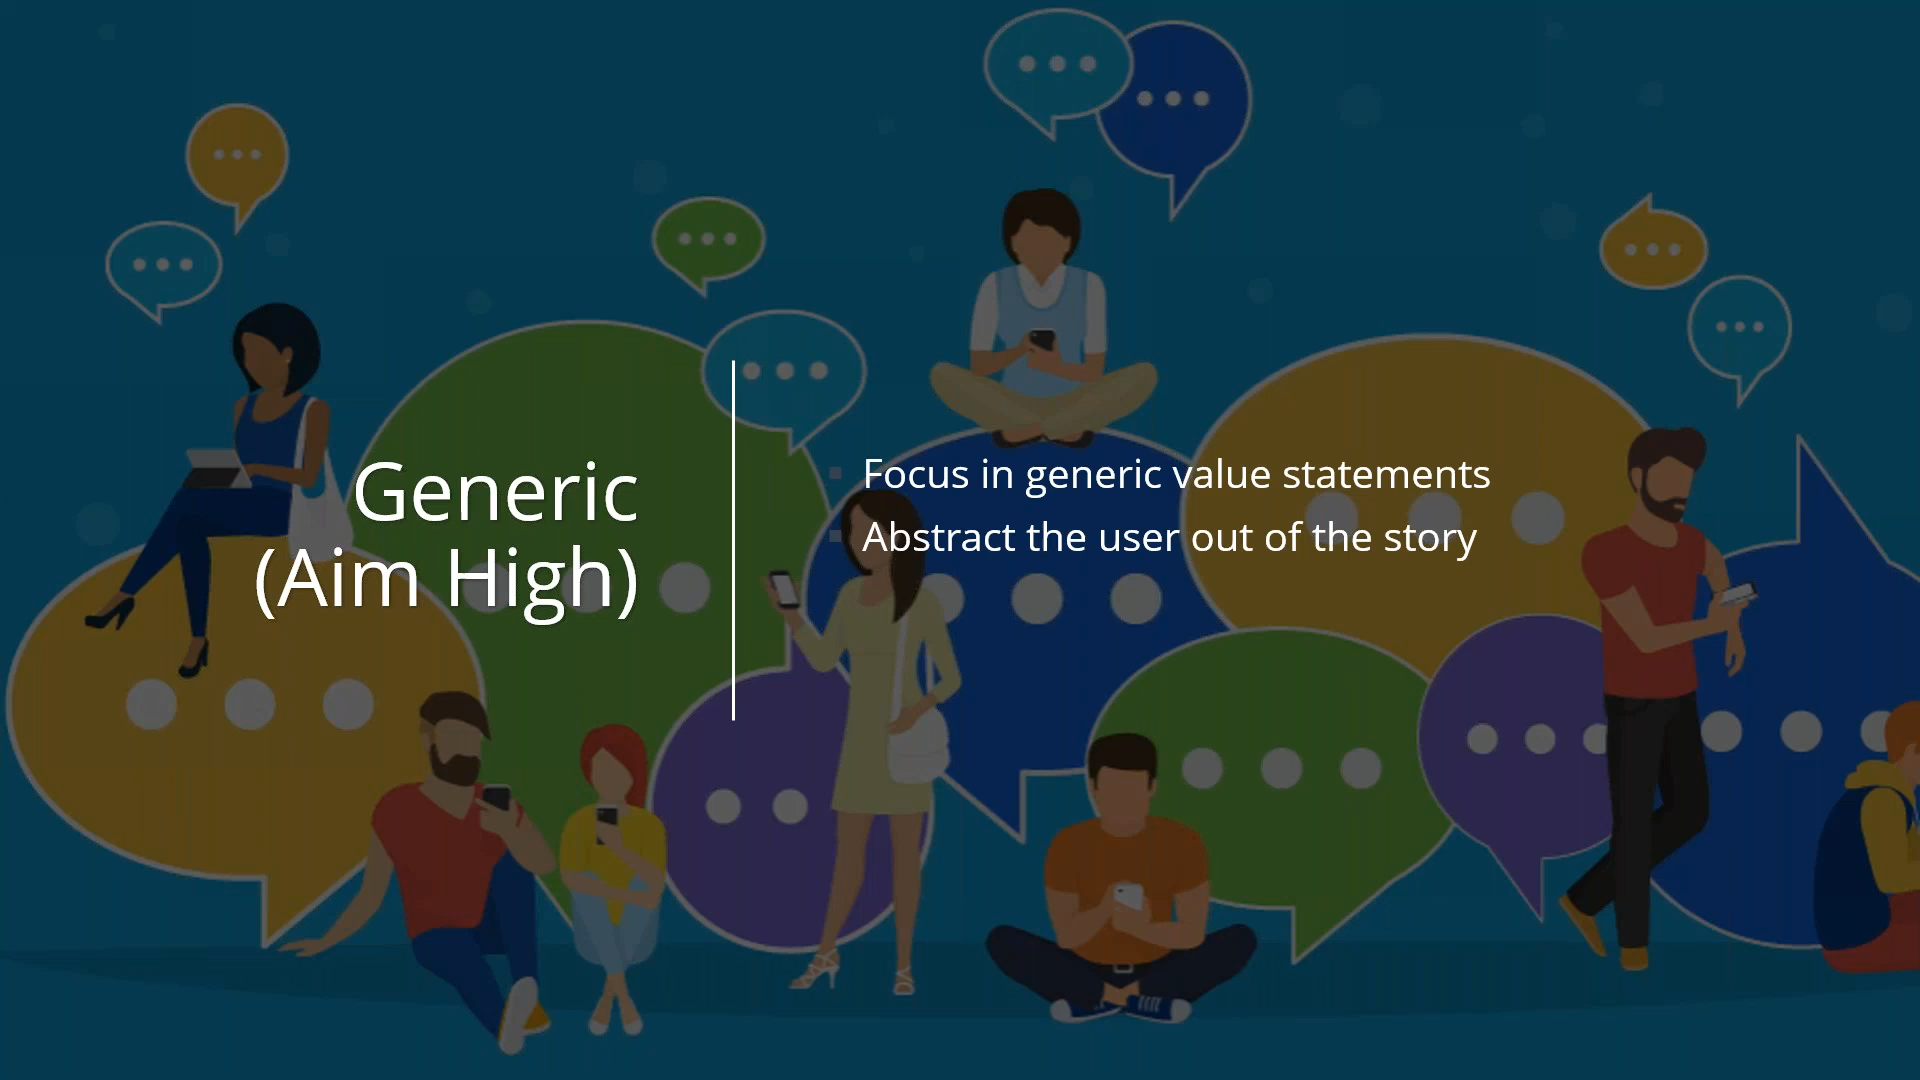 Generic
(Aim High)
Focus in generic value statements
Abstract the user out of the story